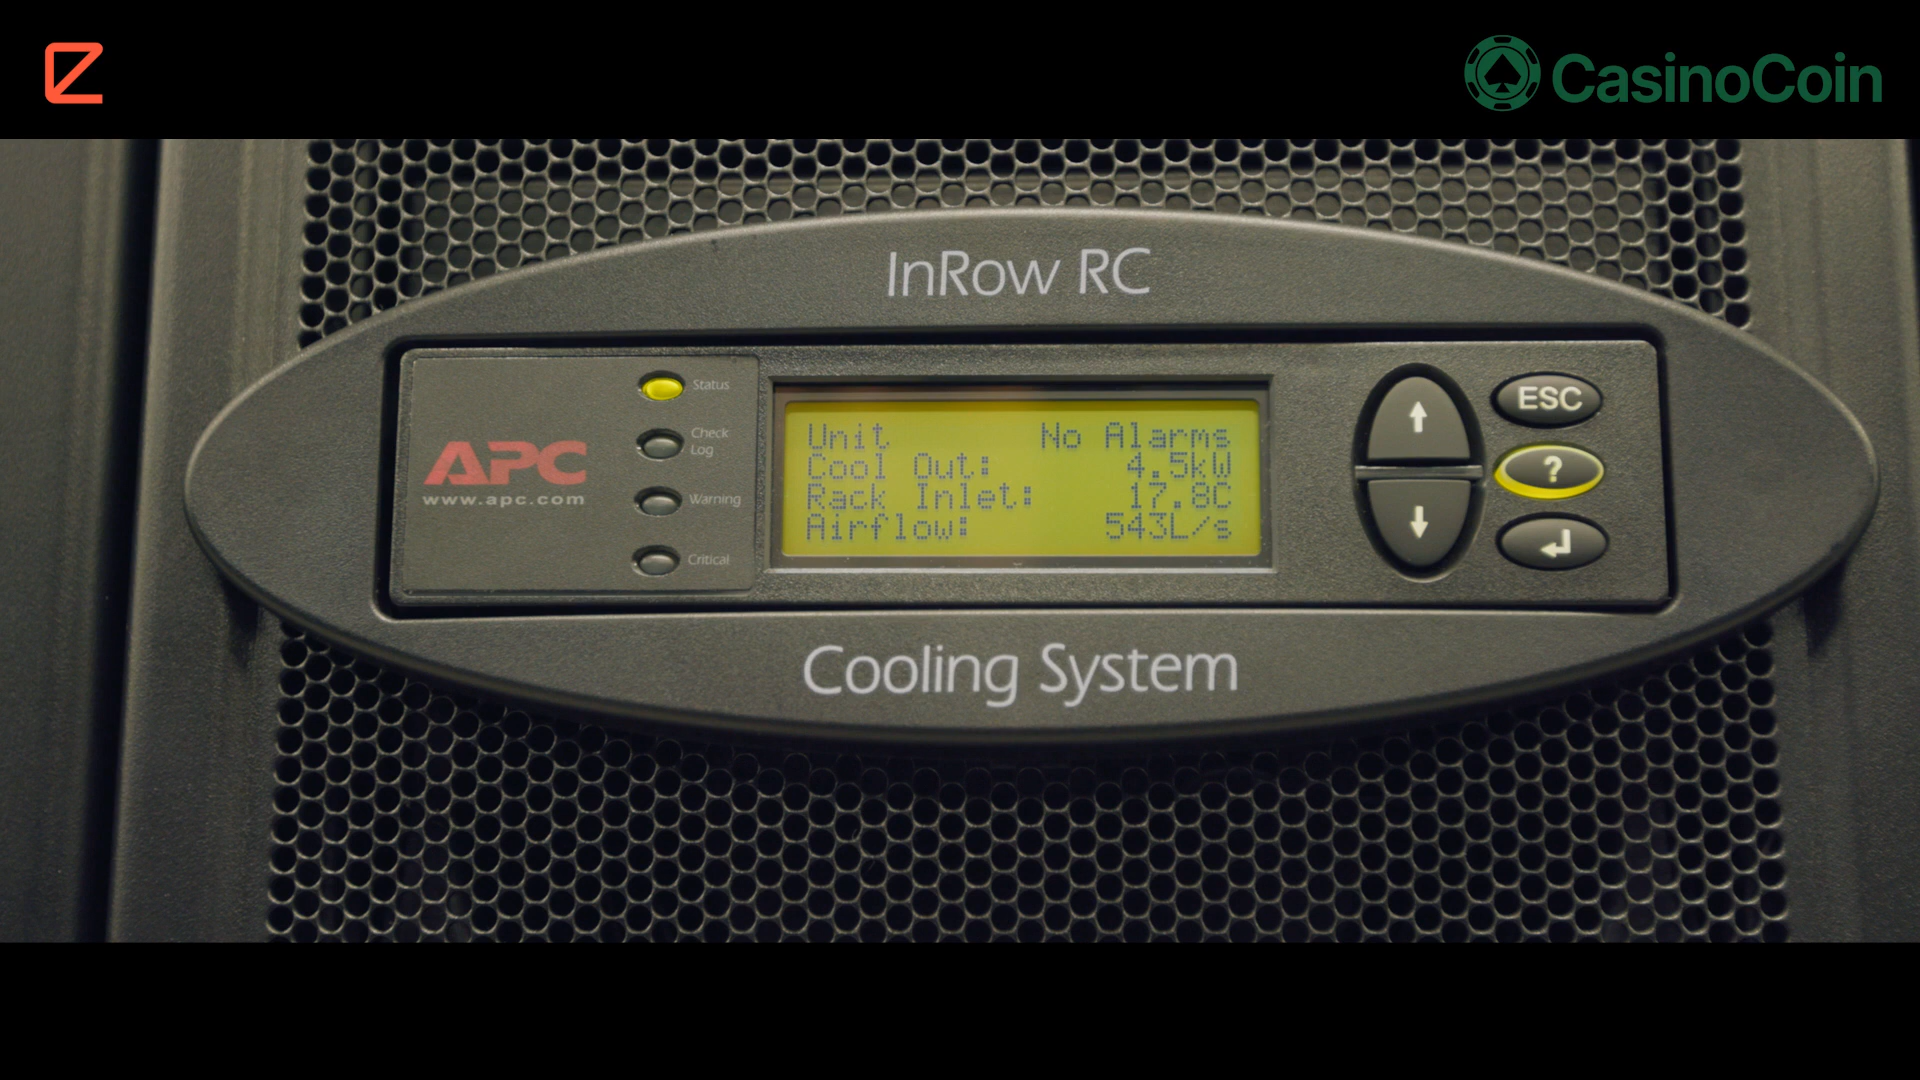 CasinoCoin
InRow RC
Status
Check
Log
Warning
Critical
APC
www.apc.com
Unit No Alarms
Cool Out: 4.5kW
Rack Inlet: 17.8C
Airflow: 543L/s
ESC
?
Cooling System